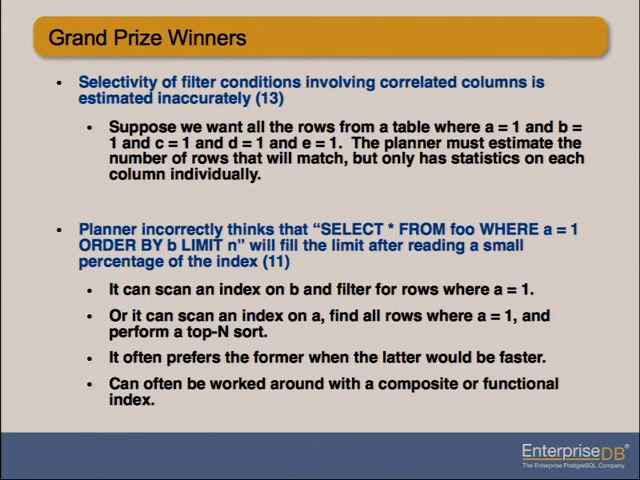 Grand Prize Winners
• Selectivity of filter conditions involving correlated columns is
estimated inaccurately (13)
• Suppose we want all the rows from a table where a = 1 and b =
1 and c = 1 and d = 1 and e = 1.  The planner must estimate the
number of rows that will match, but only has statistics on each
column individually.
• Planner incorrectly thinks that “SELECT * FROM foo WHERE a = 1
ORDER BY b LIMIT n” will fill the limit after reading a small
percentage of the index (11)
• It can scan an index on b and filter for rows where a = 1.
• Or it can scan an index on a, find all rows where a = 1, and
perform a top-N sort.
• It often prefers the former when the latter would be faster.
• Can often be worked around with a composite or functional
index.
EnterpriseDB®
The Enterprise PostgreSQL Company